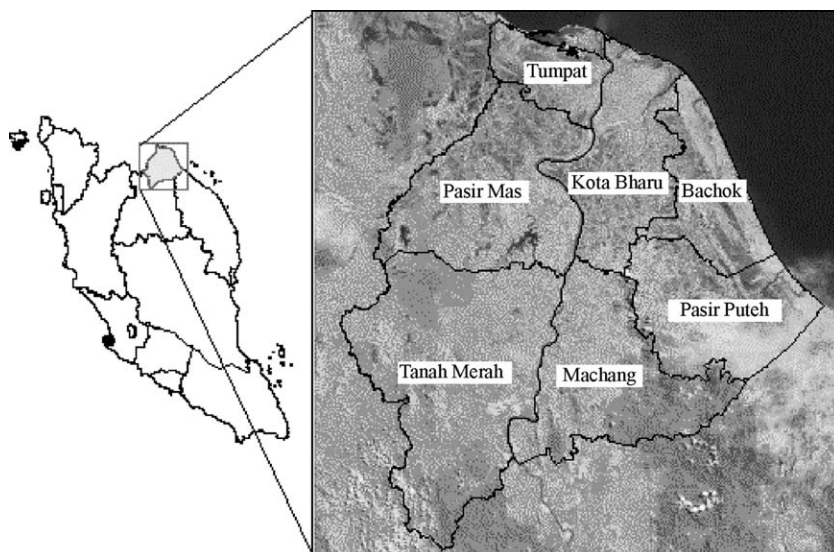 Tumpat
Pasir Mas
Kota Bharu
Bachok
Pasir Puteh
Tanah Merah
Machang